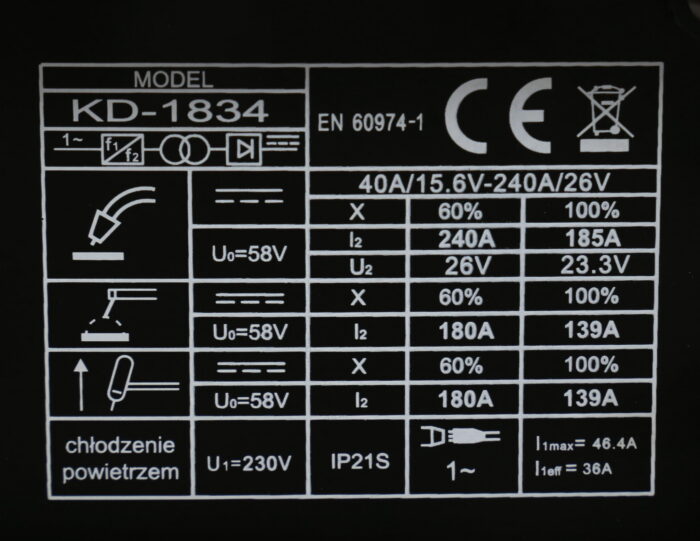 MODEL
KD-1834
1~ f1/f2
EN 60974-1 CE
40A/15.6V-240A/26V
X 60% 100%
U0=58V I2 240A 185A
U2 26V 23.3V
X 60% 100%
U0=58V I2 180A 139A
X 60% 100%
U0=58V I2 180A 139A
chłodzenie
powietrzem
U1=230V
IP21S
1~
I1max= 46.4A
I1eff= 36A